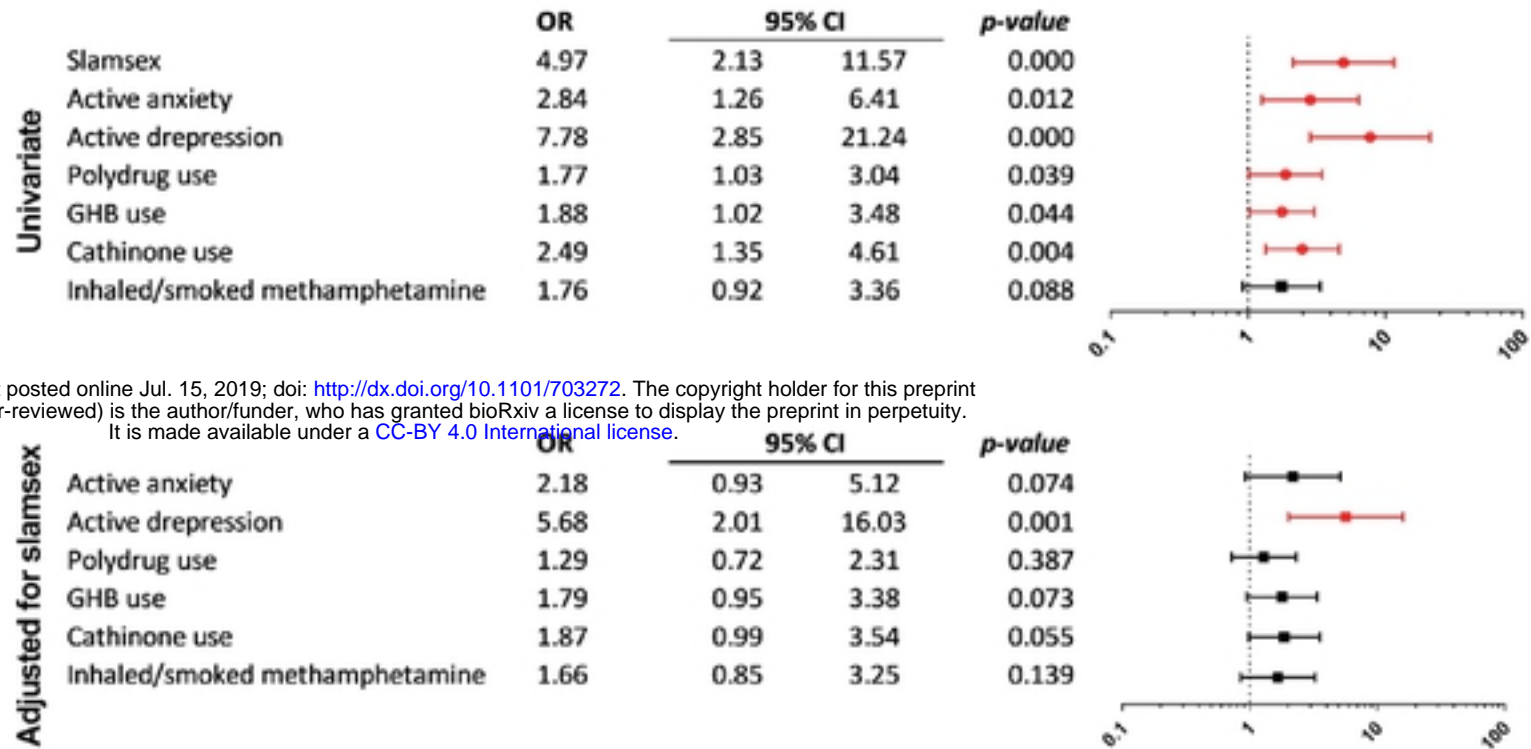 OR 95% CI p-value
Univariate
Slamsex 4.97 2.13 11.57 0.000
Active anxiety 2.84 1.26 6.41 0.012
Active drepression 7.78 2.85 21.24 0.000
Polydrug use 1.77 1.03 3.04 0.039
GHB use 1.88 1.02 3.48 0.044
Cathinone use 2.49 1.35 4.61 0.004
Inhaled/smoked methamphetamine 1.76 0.92 3.36 0.088
0.1 1 10 100
posted online Jul. 15, 2019; doi: http://dx.doi.org/10.1101/703272. The copyright holder for this preprint
r-reviewed) is the author/funder, who has granted bioRxiv a license to display the preprint in perpetuity.
It is made available under a CC-BY 4.0 International license.
OR 95% CI p-value
Adjusted for slamsex
Active anxiety 2.18 0.93 5.12 0.074
Active drepression 5.68 2.01 16.03 0.001
Polydrug use 1.29 0.72 2.31 0.387
GHB use 1.79 0.95 3.38 0.073
Cathinone use 1.87 0.99 3.54 0.055
Inhaled/smoked methamphetamine 1.66 0.85 3.25 0.139
0.1 1 10 100